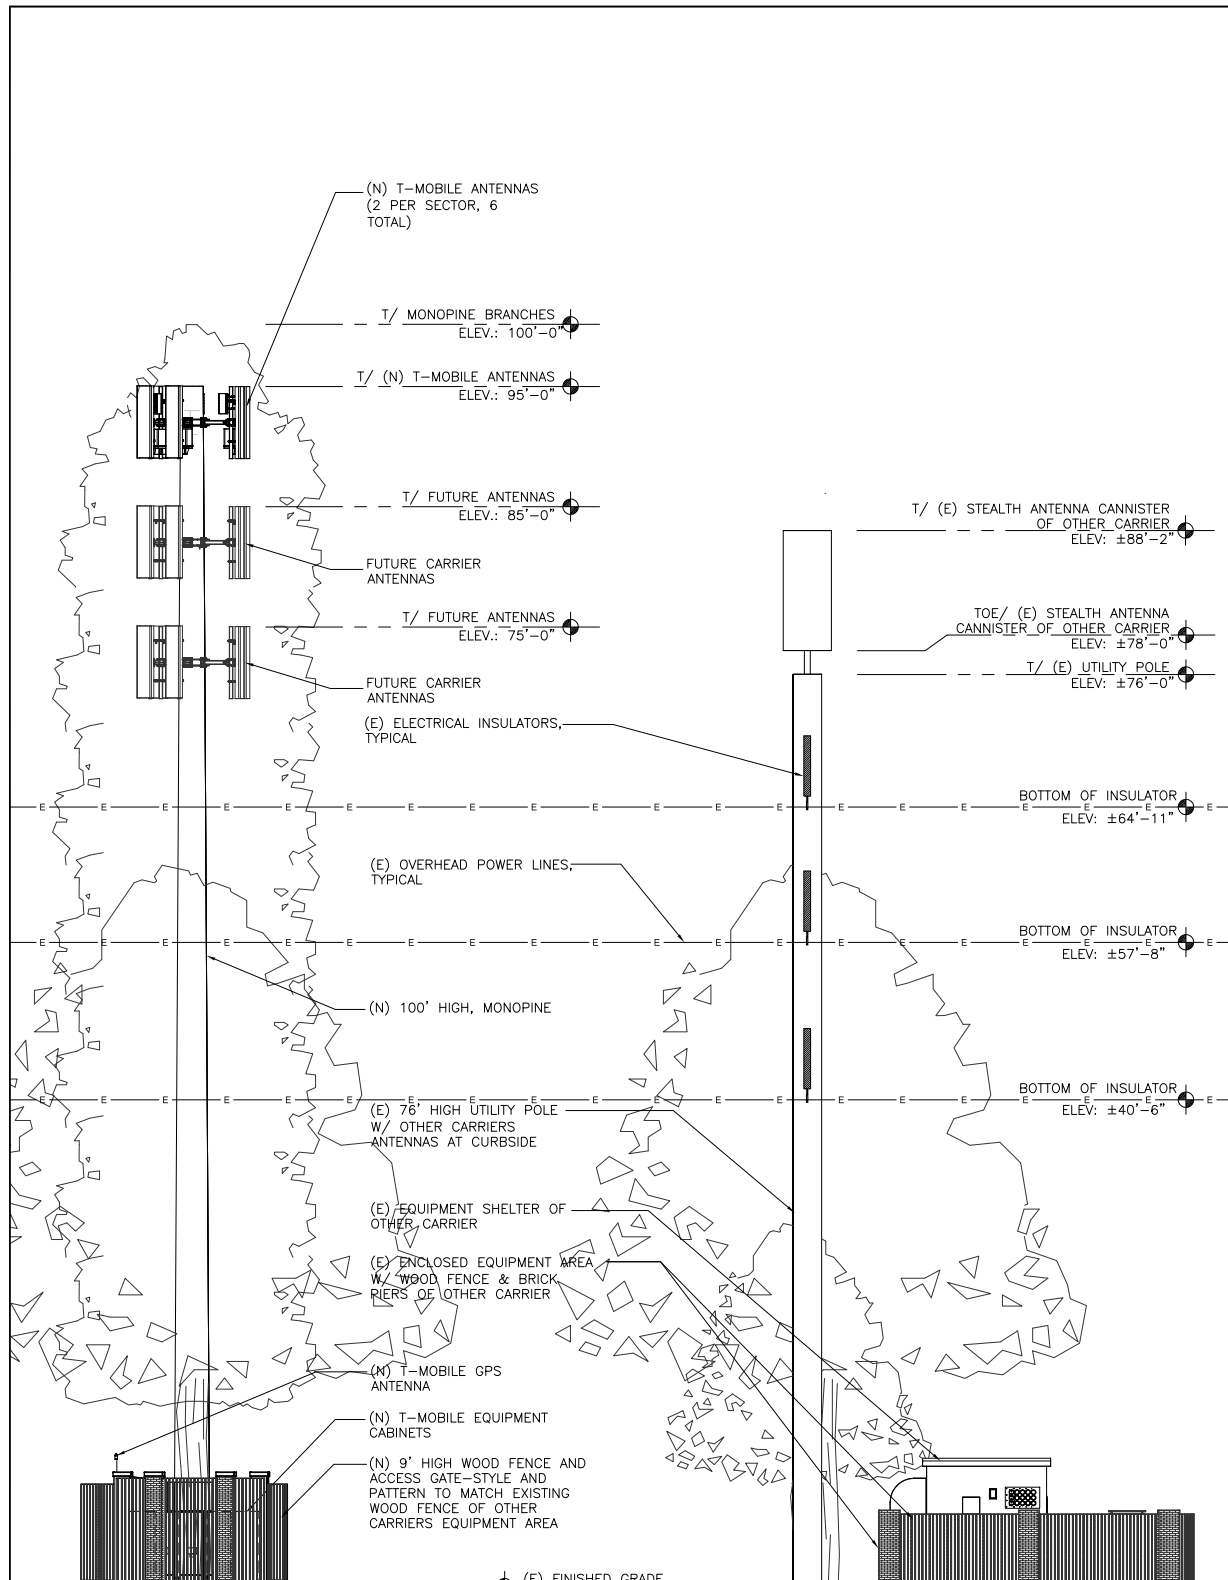 (N) T-MOBILE ANTENNAS
(2 PER SECTOR, 6
TOTAL)
T/ MONOPINE BRANCHES
ELEV.: 100'-0"
T/ (N) T-MOBILE ANTENNAS
ELEV.: 95'-0"
T/ FUTURE ANTENNAS
ELEV.: 85'-0"
FUTURE CARRIER
ANTENNAS
T/ FUTURE ANTENNAS
ELEV.: 75'-0"
FUTURE CARRIER
ANTENNAS
T/ (E) STEALTH ANTENNA CANNISTER
OF OTHER CARRIER
ELEV: ±88'-2"
TOE/ (E) STEALTH ANTENNA
CANNISTER OF OTHER CARRIER
ELEV: ±78'-0"
T/ (E) UTILITY POLE
ELEV: ±76'-0"
(E) ELECTRICAL INSULATORS,
TYPICAL
BOTTOM OF INSULATOR
E E E E E E E E E E E E E E E E E E E E
ELEV: ±64'-11"
(E) OVERHEAD POWER LINES,
TYPICAL
BOTTOM OF INSULATOR
E E E E E E E E E E E E E E E E E E E E
ELEV: ±57'-8"
(N) 100' HIGH, MONOPINE
BOTTOM OF INSULATOR
E E E E E E E E E E E E E E E E E E E E
ELEV: ±40'-6"
(E) 76' HIGH UTILITY POLE
W/ OTHER CARRIERS
ANTENNAS AT CURBSIDE
(E) EQUIPMENT SHELTER OF
OTHER CARRIER
(E) ENCLOSED EQUIPMENT AREA
W/ WOOD FENCE & BRICK
PIERS OF OTHER CARRIER
(N) T-MOBILE GPS
ANTENNA
(N) T-MOBILE EQUIPMENT
CABINETS
(N) 9' HIGH WOOD FENCE AND
ACCESS GATE-STYLE AND
PATTERN TO MATCH EXISTING
WOOD FENCE OF OTHER
CARRIERS EQUIPMENT AREA
(E) FINISHED GRADE